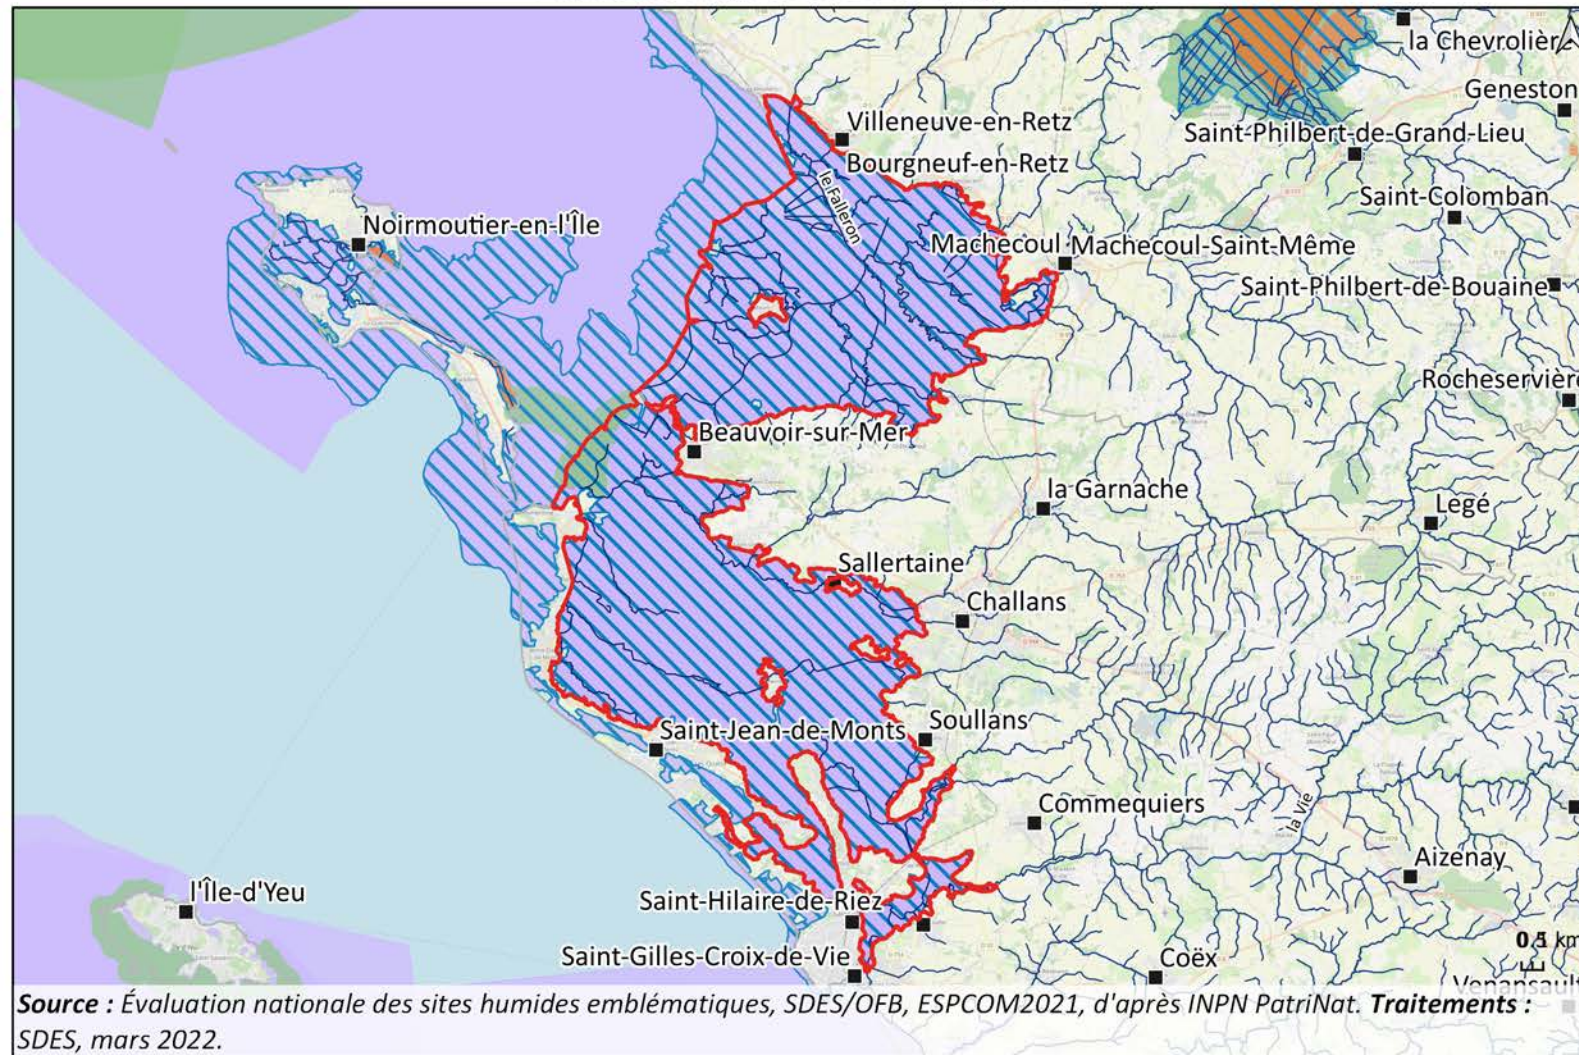 la Chevrolière
Geneston
Villeneuve-en-Retz
Saint-Philbert-de-Grand-Lieu
Bourgneuf-en-Retz
le Falleron
Saint-Colomban
Noirmoutier-en-l'Île
Machecoul
Machecoul-Saint-Même
Saint-Philbert-de-Bouaine
Rocheservière
Beauvoir-sur-Mer
la Garnache
Legé
Sallertaine
Challans
Saint-Jean-de-Monts
Soullans
Commequiers
la Vie
Aizenay
l'Île-d'Yeu
Saint-Hilaire-de-Riez
Saint-Gilles-Croix-de-Vie
Coëx
Venansault
Source : Évaluation nationale des sites humides emblématiques, SDES/OFB, ESPCOM2021, d'après INPN PatriNat. Traitements :
SDES, mars 2022.